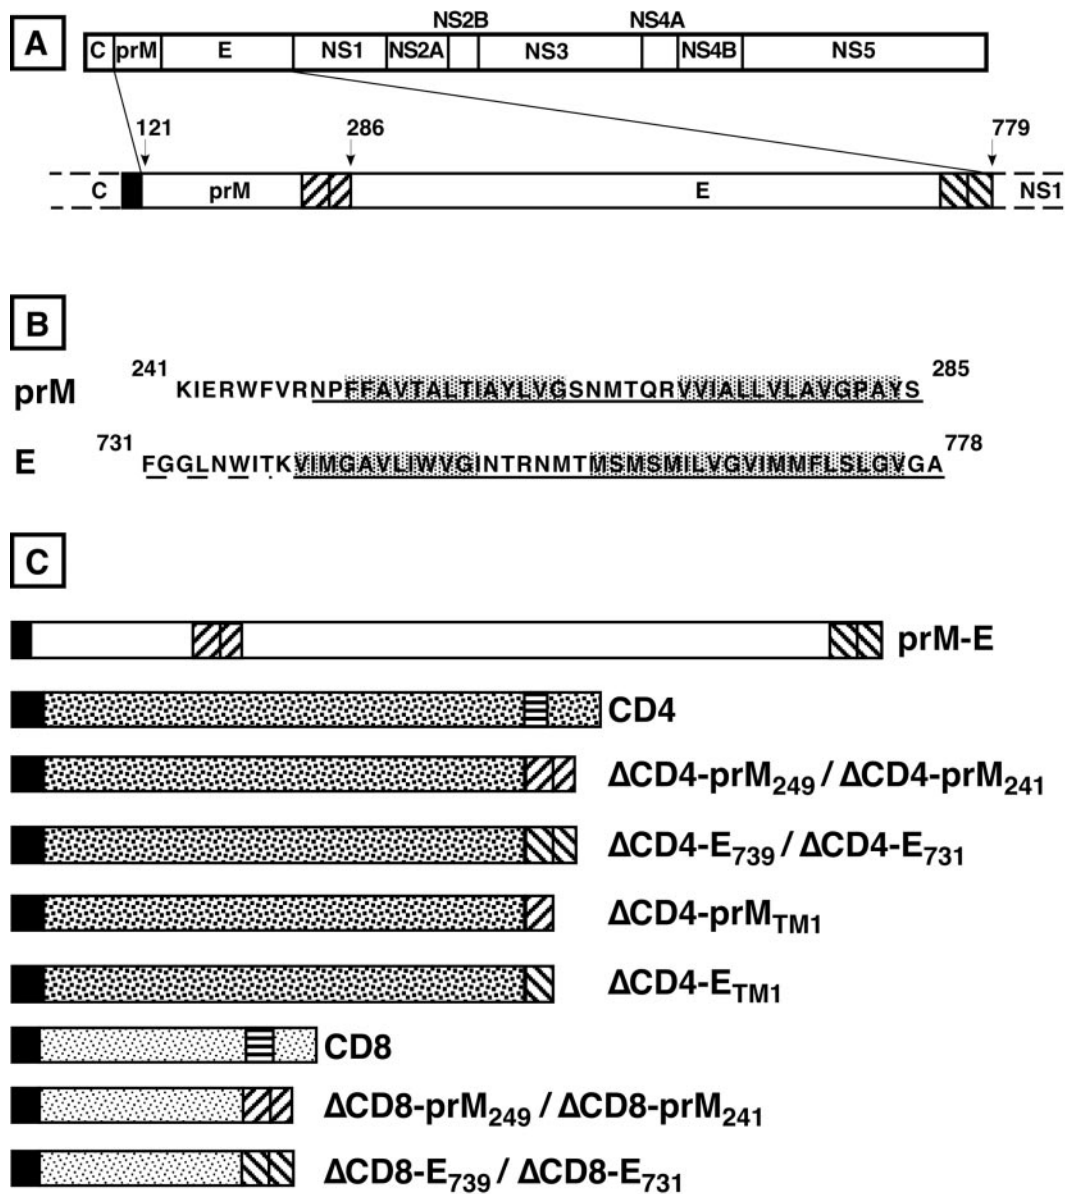 A
NS2B NS4A
C prM E NS1 NS2A NS3 NS4B NS5
121 286 779
C prM E NS1
B
prM 241 KIERWFVRNPFFAVTALTIAYLVGSNMTQRVVIALLVLAVGPAYS 285
E 731 FGGLNWITKVIMGAVLIWVGINTRNMTMSMSMILVGVIMMFLSLGVGA 778
C
prM-E
CD4
ΔCD4-prM249 / ΔCD4-prM241
ΔCD4-E739 / ΔCD4-E731
ΔCD4-prMTM1
ΔCD4-ETM1
CD8
ΔCD8-prM249 / ΔCD8-prM241
ΔCD8-E739 / ΔCD8-E731